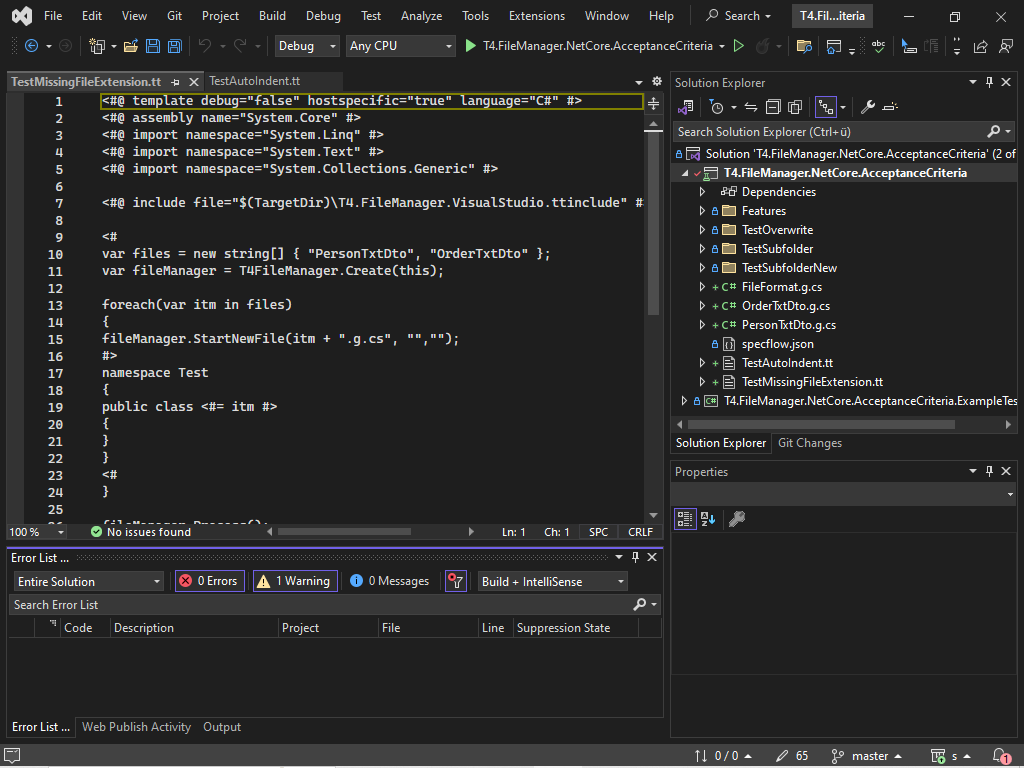 File Edit View Git Project Build Debug Test Analyze Tools Extensions Window Help Search T4.Fil...iteria
Debug Any CPU T4.FileManager.NetCore.AcceptanceCriteria
TestMissingFileExtension.tt TestAutoIndent.tt
1 <#@ template debug="false" hostspecific="true" language="C#" #>
2 <#@ assembly name="System.Core" #>
3 <#@ import namespace="System.Linq" #>
4 <#@ import namespace="System.Text" #>
5 <#@ import namespace="System.Collections.Generic" #>
6
7 <#@ include file="$(TargetDir)\T4.FileManager.VisualStudio.ttinclude" #
8
9 <#
10 var files = new string[] { "PersonTxtDto", "OrderTxtDto" };
11 var fileManager = T4FileManager.Create(this);
12
13 foreach(var itm in files)
14 {
15 fileManager.StartNewFile(itm + ".g.cs", "","");
16 #>
17 namespace Test
18 {
19 public class <#= itm #>
20 {
21 }
22 }
23 <#
24 }
25
26 fileManager.Process();
100 % No issues found Ln: 1 Ch: 1 SPC CRLF
Error List ...
Entire Solution 0 Errors 1 Warning 0 Messages Build + IntelliSense
Search Error List
Code Description Project File Line Suppression State
Error List ... Web Publish Activity Output
Solution Explorer
Search Solution Explorer (Ctrl+ü)
Solution 'T4.FileManager.NetCore.AcceptanceCriteria' (2 of
T4.FileManager.NetCore.AcceptanceCriteria
Dependencies
Features
TestOverwrite
TestSubfolder
TestSubfolderNew
C# FileFormat.g.cs
C# OrderTxtDto.g.cs
C# PersonTxtDto.g.cs
specflow.json
TestAutoIndent.tt
TestMissingFileExtension.tt
C# T4.FileManager.NetCore.AcceptanceCriteria.ExampleTes
Solution Explorer Git Changes
Properties
0 / 0 65 master s 1